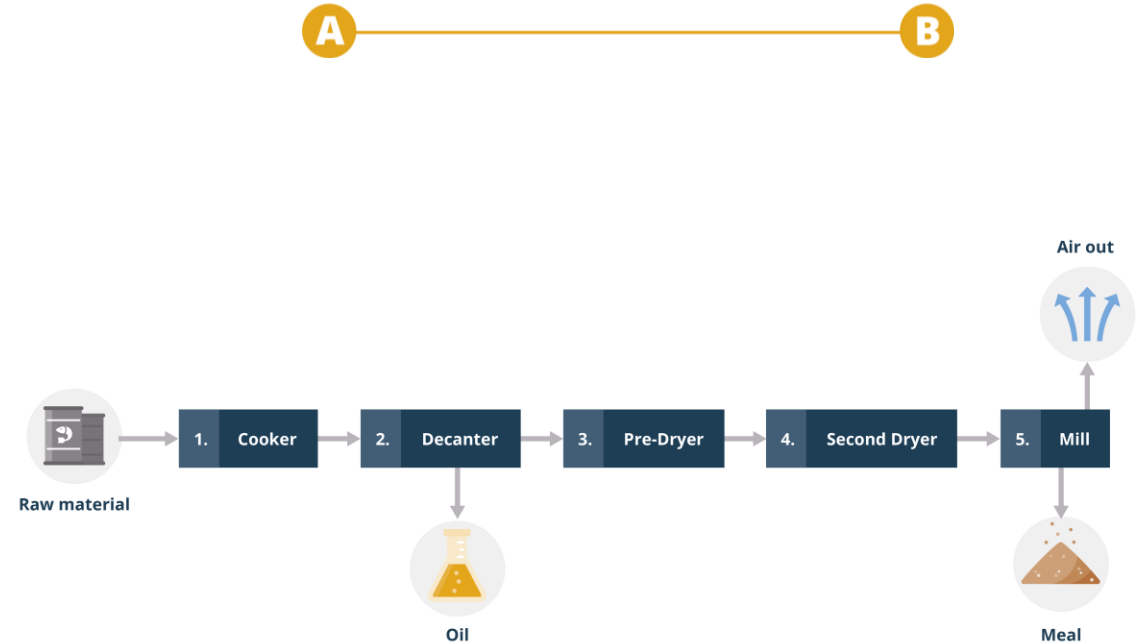 A
B
Air out
1. Cooker
2. Decanter
3. Pre-Dryer
4. Second Dryer
5. Mill
Raw material
Oil
Meal